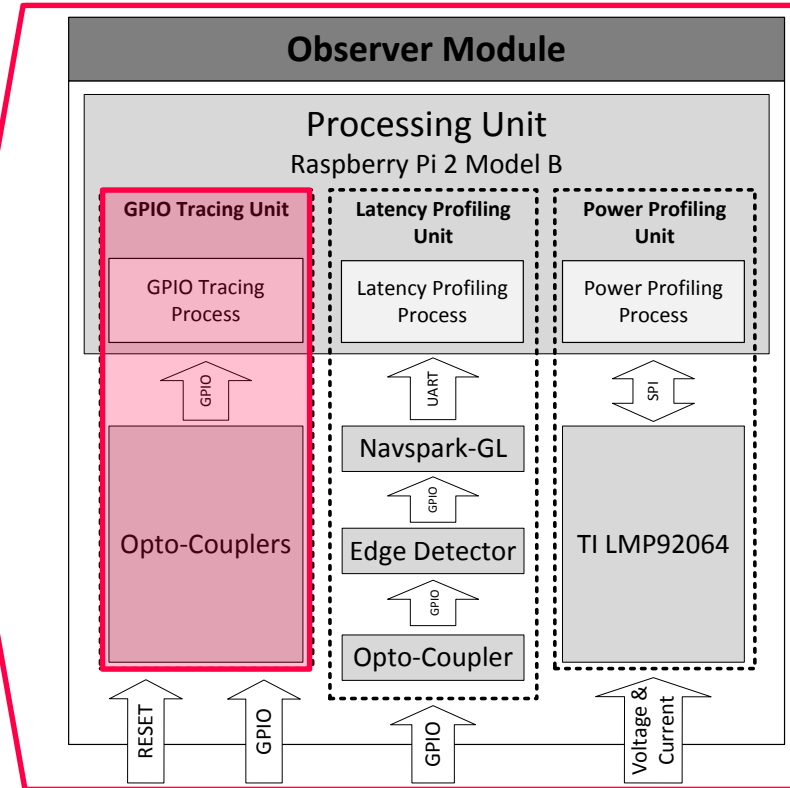 Observer Module
Processing Unit
Raspberry Pi 2 Model B
GPIO Tracing Unit
GPIO Tracing
Process
GPIO
Opto-Couplers
RESET
GPIO
Latency Profiling
Unit
Latency Profiling
Process
UART
Navspark-GL
GPIO
Edge Detector
GPIO
Opto-Coupler
GPIO
Power Profiling
Unit
Power Profiling
Process
SPI
TI LMP92064
Voltage &
Current